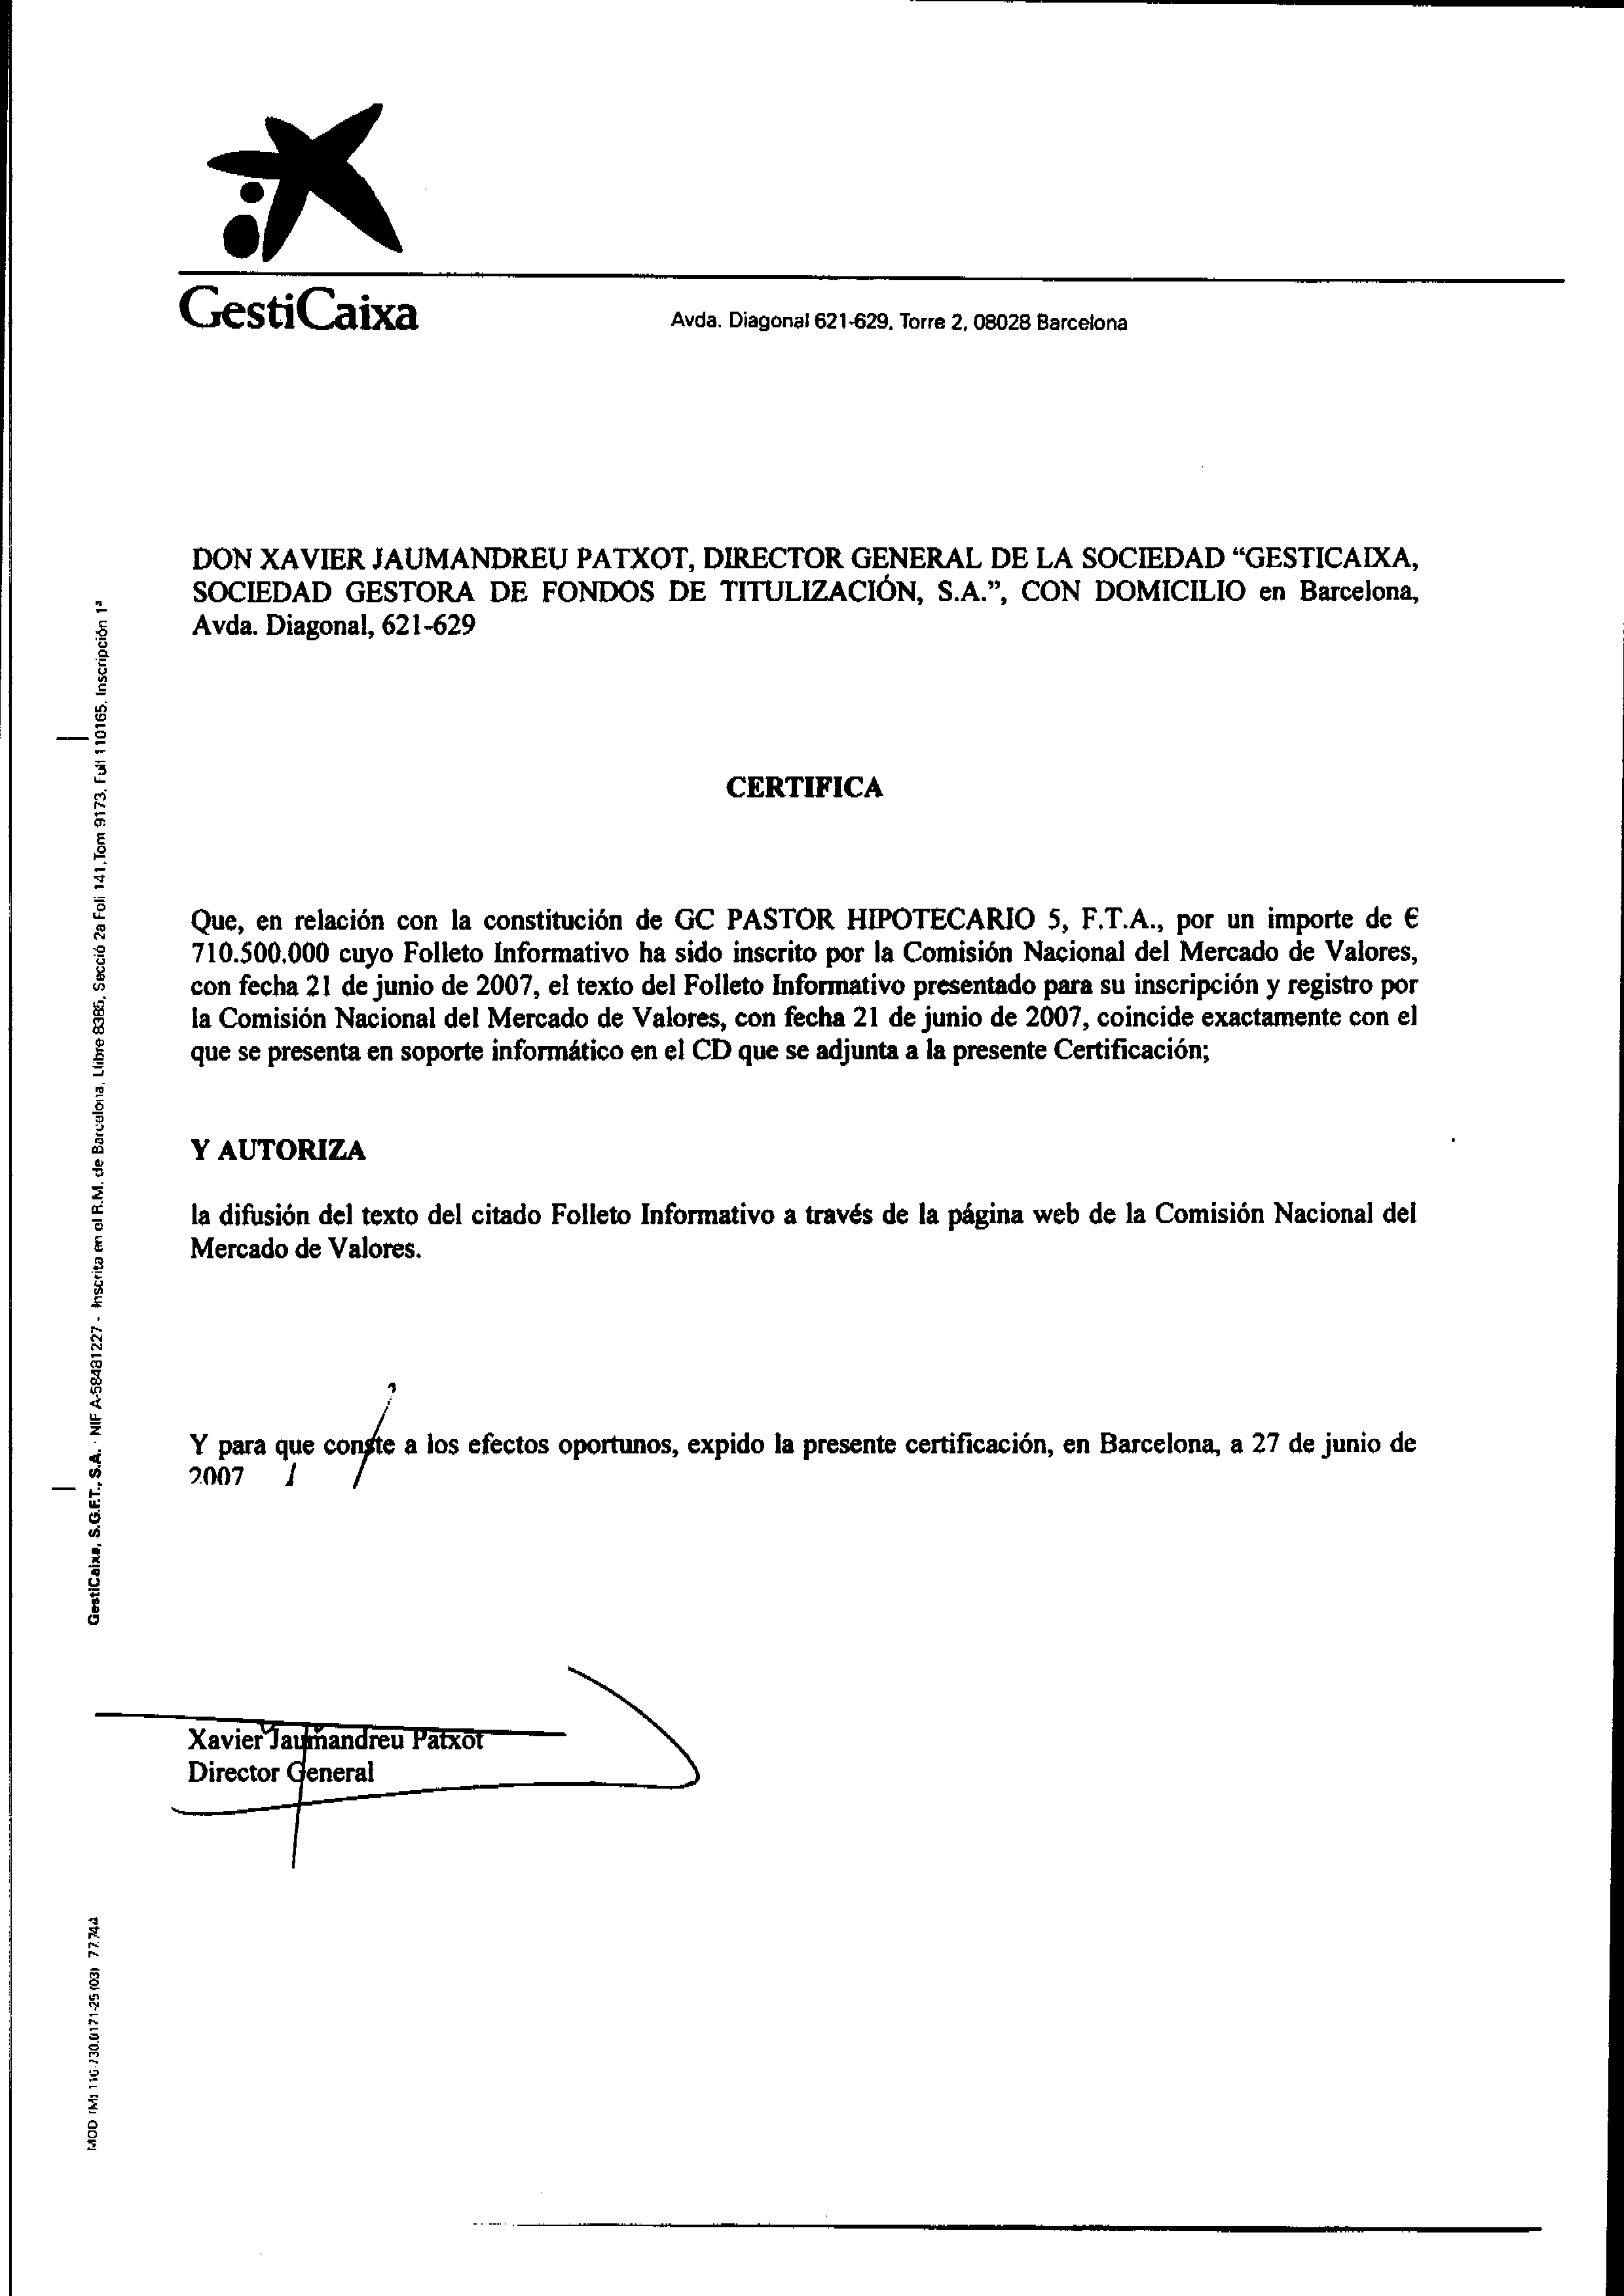 GestiCaixa
Avda. Diagonal 621-629, Torre 2, 08028 Barcelona
DON XAVIER JAUMANDREU PATXOT, DIRECTOR GENERAL DE LA SOCIEDAD “GESTICAIXA,
SOCIEDAD GESTORA DE FONDOS DE TITULIZACIÓN, S.A.”, CON DOMICILIO en Barcelona,
Avda. Diagonal, 621-629
CERTIFICA
Que, en relación con la constitución de GC PASTOR HIPOTECARIO 5, F.T.A., por un importe de €
710.500.000 cuyo Folleto Informativo ha sido inscrito por la Comisión Nacional del Mercado de Valores,
con fecha 21 de junio de 2007, el texto del Folleto Informativo presentado para su inscripción y registro por
la Comisión Nacional del Mercado de Valores, con fecha 21 de junio de 2007, coincide exactamente con el
que se presenta en soporte informático en el CD que se adjunta a la presente Certificación;
Y AUTORIZA
la difusión del texto del citado Folleto Informativo a través de la página web de la Comisión Nacional del
Mercado de Valores.
Y para que conste a los efectos oportunos, expido la presente certificación, en Barcelona, a 27 de junio de
2007
Xavier Jaumandreu Patxot
Director General
GestiCaixa, S.G.F.T., S.A. - NIF A-58481227 - Inscrita en el R.M. de Barcelona, Llibre 8385, Secció 2a Foli 141, Tom 9173, Full 110165, Inscripción 1ª
MOD (M) 116-730.0171-25 (03)